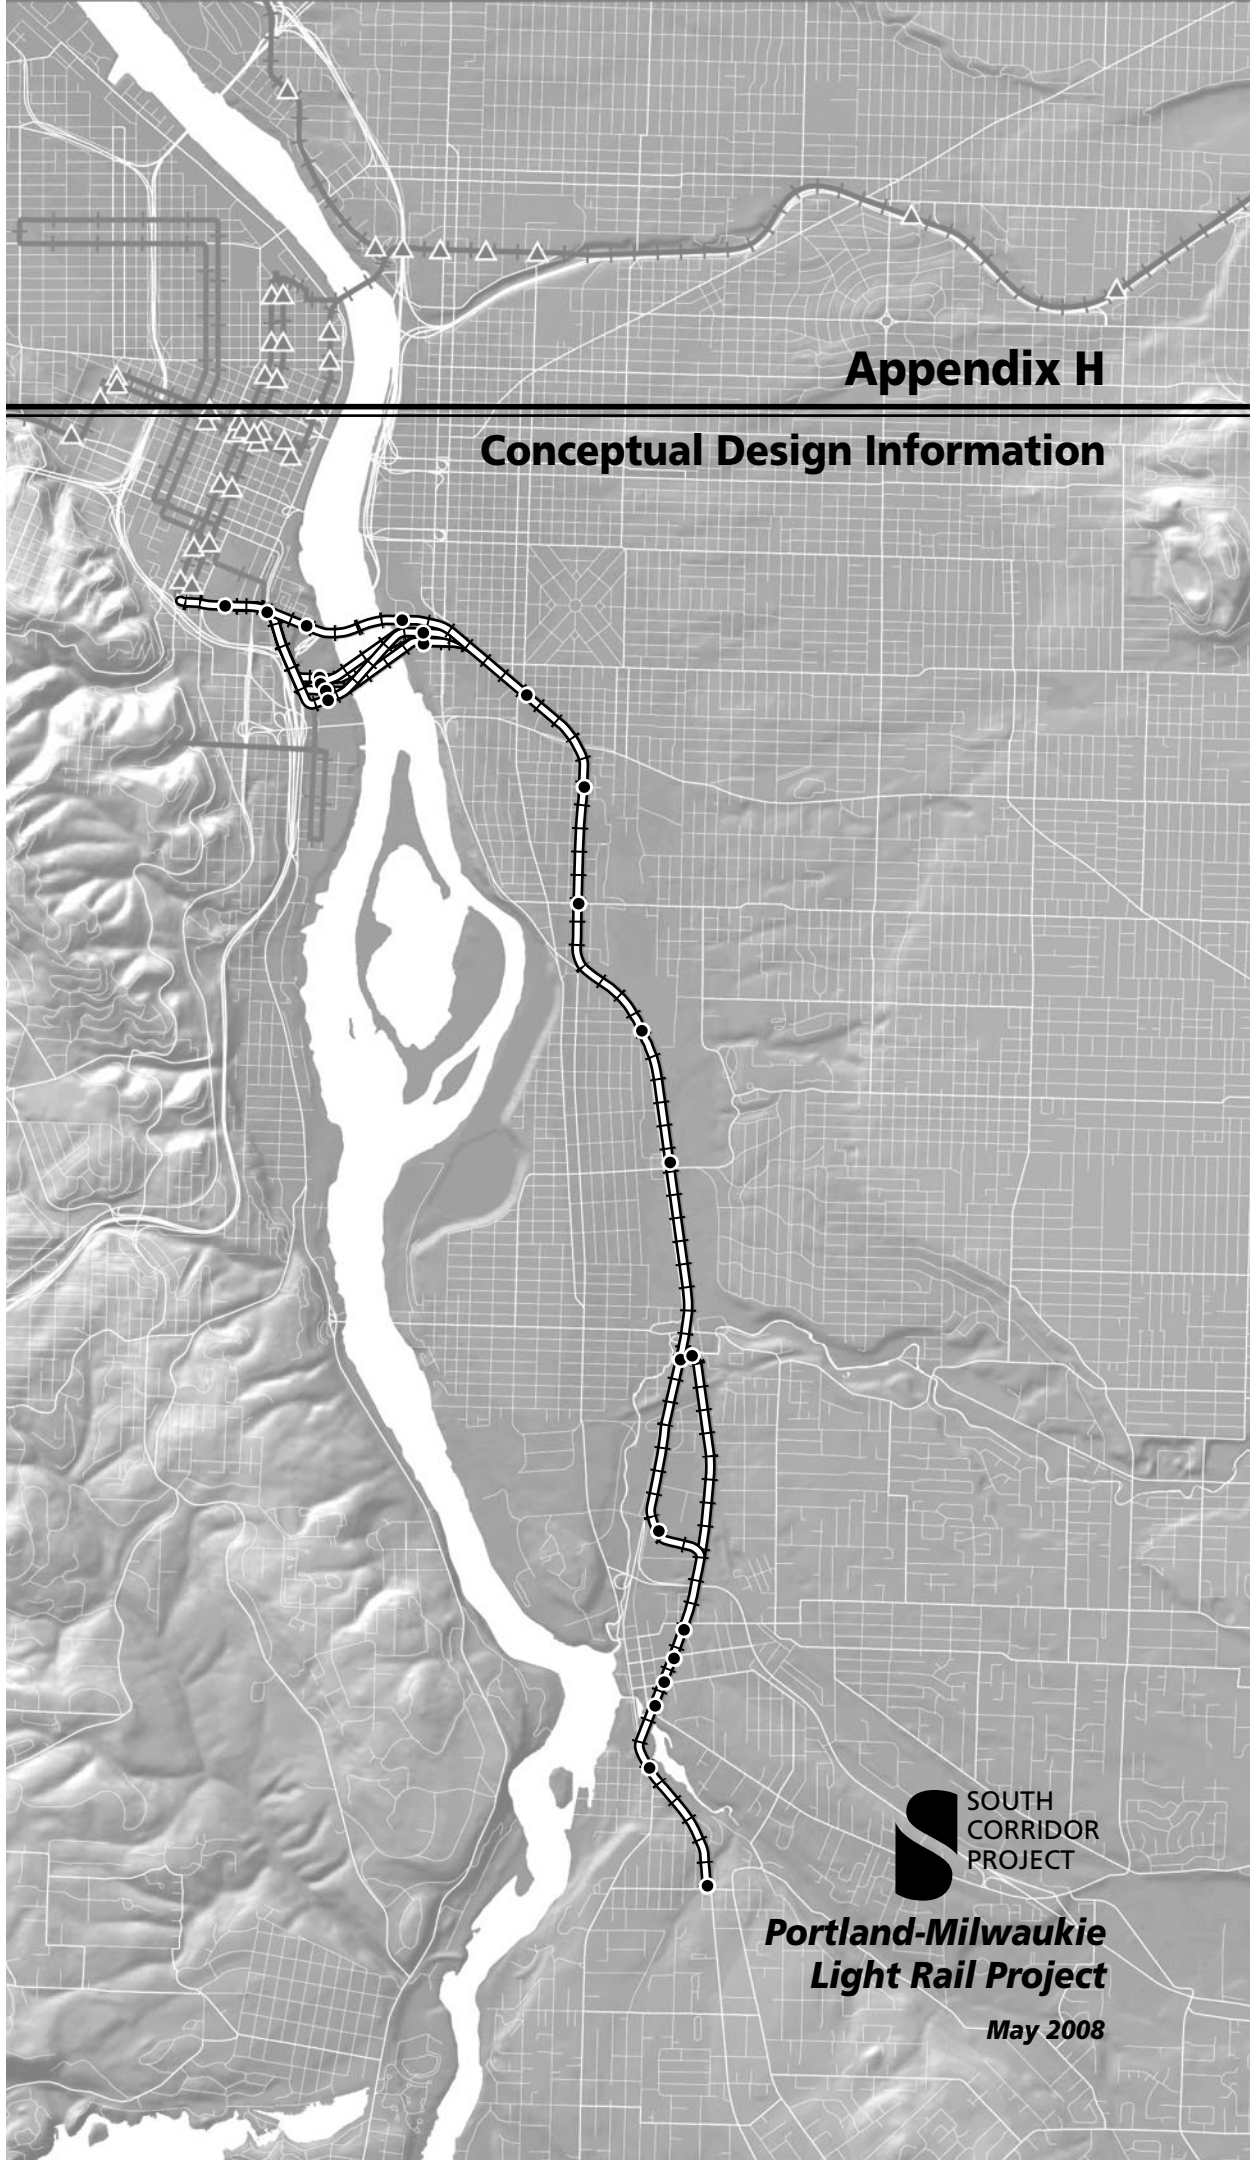 Appendix H
Conceptual Design Information
SOUTH
CORRIDOR
PROJECT
Portland-Milwaukie
Light Rail Project
May 2008